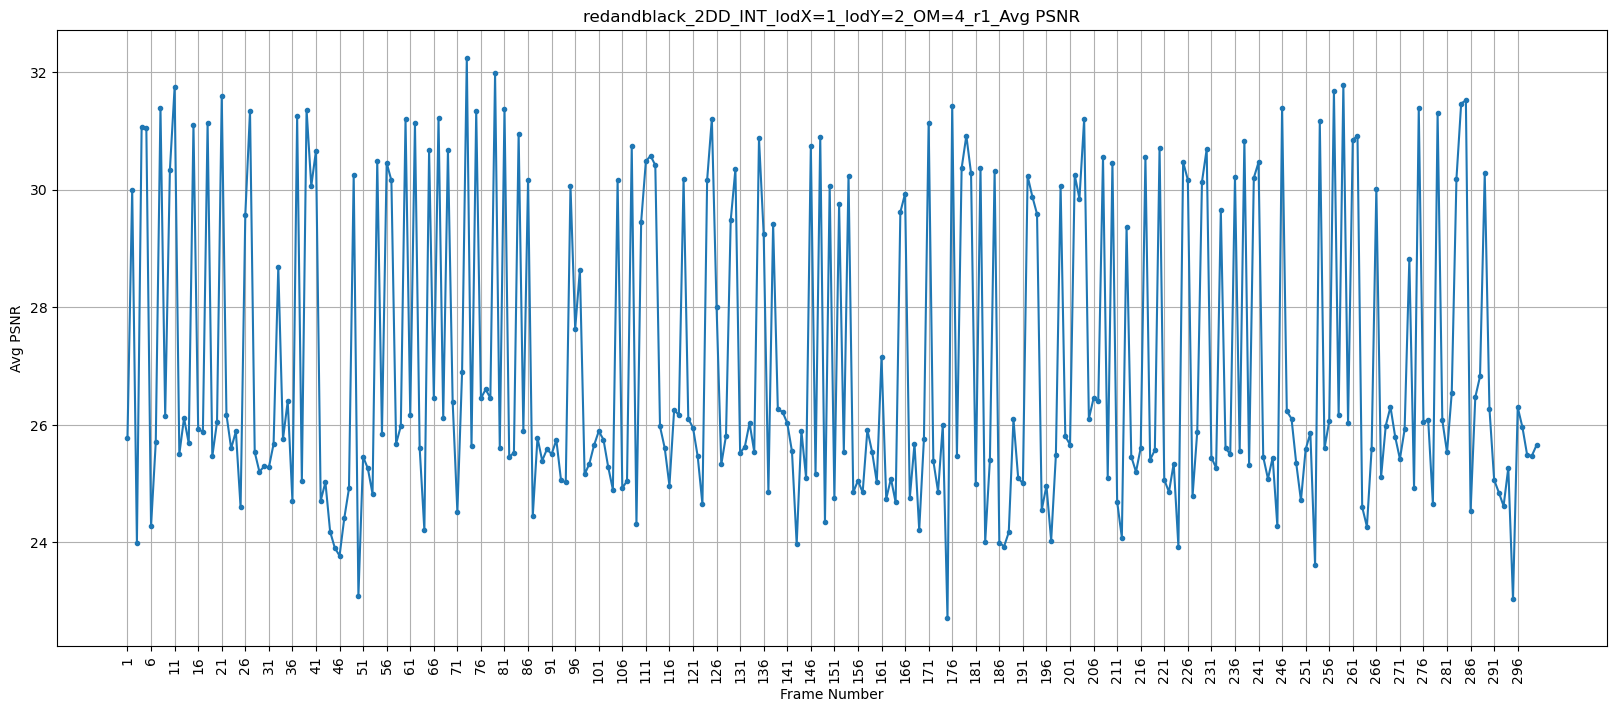 redandblack_2DD_INT_lodX=1_lodY=2_OM=4_r1_Avg PSNR
32
30
28
26
24
Avg PSNR
1 6 11 16 21 26 31 36 41 46 51 56 61 66 71 76 81 86 91 96 101 106 111 116 121 126 131 136 141 146 151 156 161 166 171 176 181 186 191 196 201 206 211 216 221 226 231 236 241 246 251 256 261 266 271 276 281 286 291 296
Frame Number